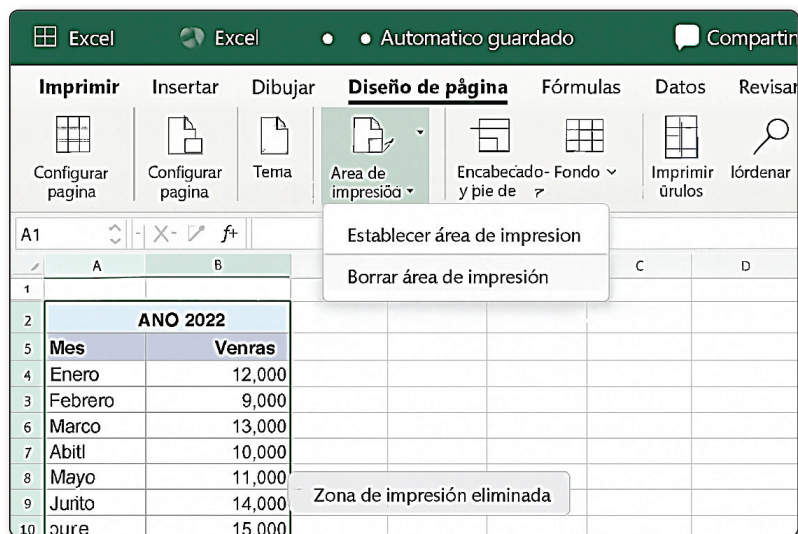 Excel Excel Automatico guardado Compartin
Imprimir Insertar Dibujar Diseño de página Fórmulas Datos Revisar
Configurar pagina
Configurar pagina
Tema
Area de impresióö
Encabecado- y pie de
Fondo
Imprimir ûrulos
lórdenar
A1 f+
Establecer área de impresion
Borrar área de impresión
A B C D
1
2 ANO 2022
5 Mes Venras
4 Enero 12,000
3 Febrero 9,000
6 Marco 13,000
7 Abitl 10,000
8 Mayo 11,000
Zona de impresión eliminada
9 Jurito 14,000
10 15,000